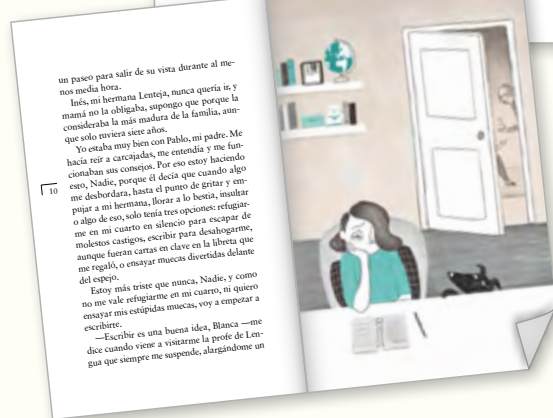 un paseo para salir de su vista durante al me-
nos media hora.
Inés, mi hermana Lenteja, nunca quería ir, y
mamá no la obligaba, supongo que porque la
consideraba la más madura de la familia, aun-
que solo tuviera siete años.
Yo estaba muy bien con Pablo, mi padre. Me
hacía reír a carcajadas, me entendía y me fun-
cionaban sus consejos. Por eso estoy haciendo
esto, Nadie, porque él decía que cuando algo
me desbordara, hasta el punto de gritar y em-
pujar a mi hermana, llorar a lo bestia, insultar
o algo de eso, solo tenía tres opciones: refugiar-
me en mi cuarto en silencio para escapar de
molestos castigos, escribir para desahogarme,
aunque fueran cartas en clave en la libreta que
me regaló, o ensayar muecas divertidas delante
del espejo.
Estoy más triste que nunca, Nadie, y como
no me vale refugiarme en mi cuarto, ni quiero
ensayar mis estúpidas muecas, voy a empezar a
escribirte.
—Escribir es una buena idea, Blanca —me
dice cuando viene a visitarme la profe de Len-
gua que siempre me suspende, alargándome un
10